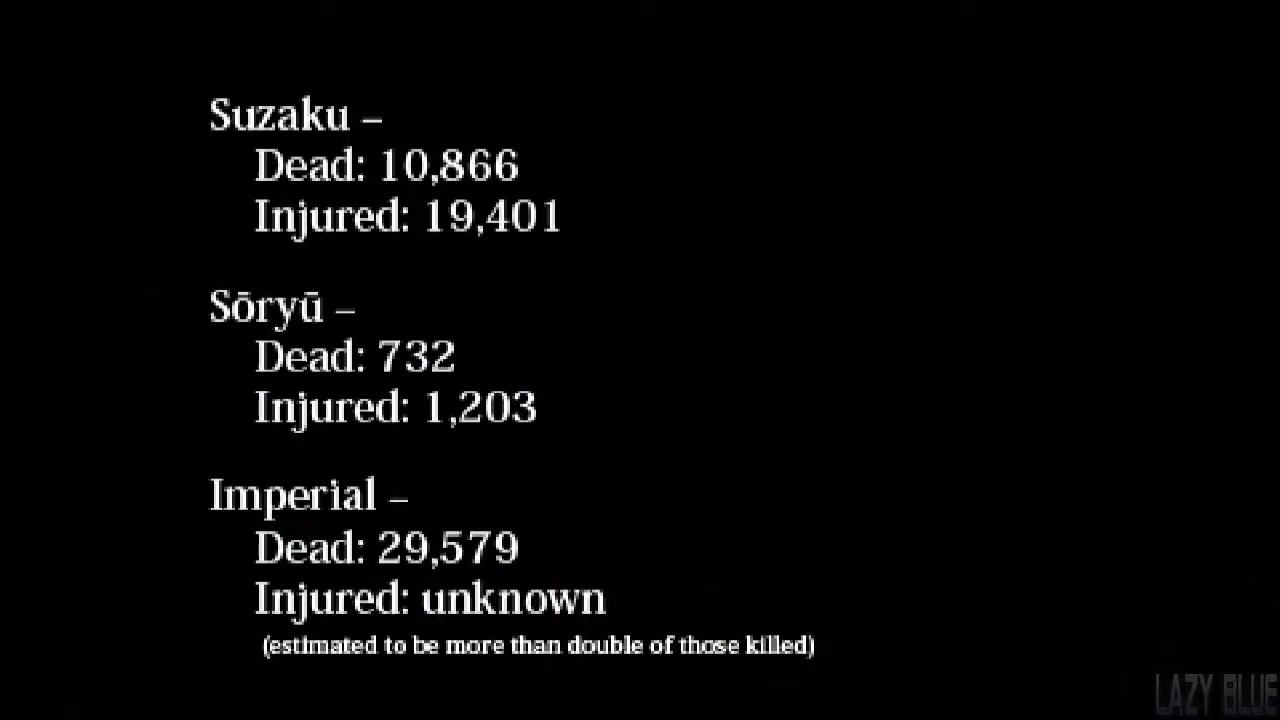 Suzaku –
Dead: 10,866
Injured: 19,401
Sōryū –
Dead: 732
Injured: 1,203
Imperial –
Dead: 29,579
Injured: unknown
(estimated to be more than double of those killed)
LAZY BLUE